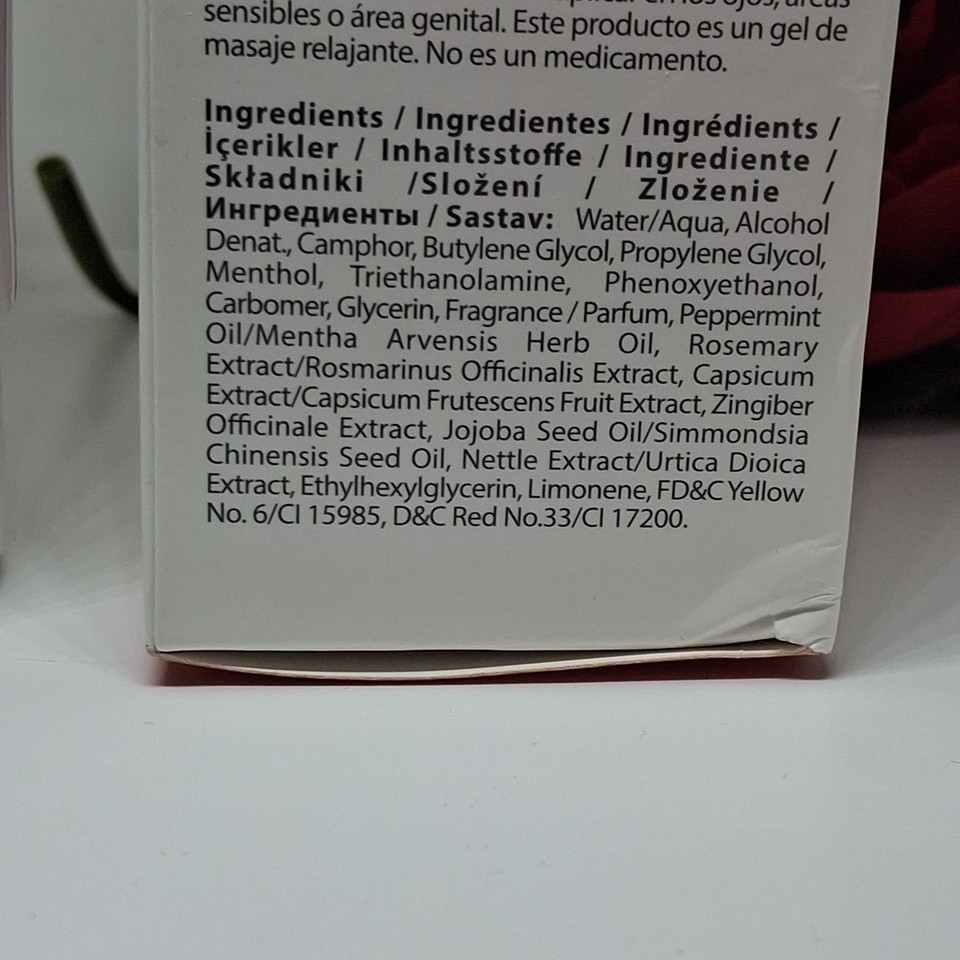 sensibles o área genital. Este producto es un gel de
masaje relajante. No es un medicamento.
Ingredients / Ingredientes / Ingrédients /
İçerikler / Inhaltsstoffe / Ingrediente /
Składniki /Složení / Zloženie /
Ингредиенты / Sastav: Water/Aqua, Alcohol
Denat., Camphor, Butylene Glycol, Propylene Glycol,
Menthol, Triethanolamine, Phenoxyethanol,
Carbomer, Glycerin, Fragrance / Parfum, Peppermint
Oil/Mentha Arvensis Herb Oil, Rosemary
Extract/Rosmarinus Officinalis Extract, Capsicum
Extract/Capsicum Frutescens Fruit Extract, Zingiber
Officinale Extract, Jojoba Seed Oil/Simmondsia
Chinensis Seed Oil, Nettle Extract/Urtica Dioica
Extract, Ethylhexylglycerin, Limonene, FD&C Yellow
No. 6/CI 15985, D&C Red No.33/CI 17200.